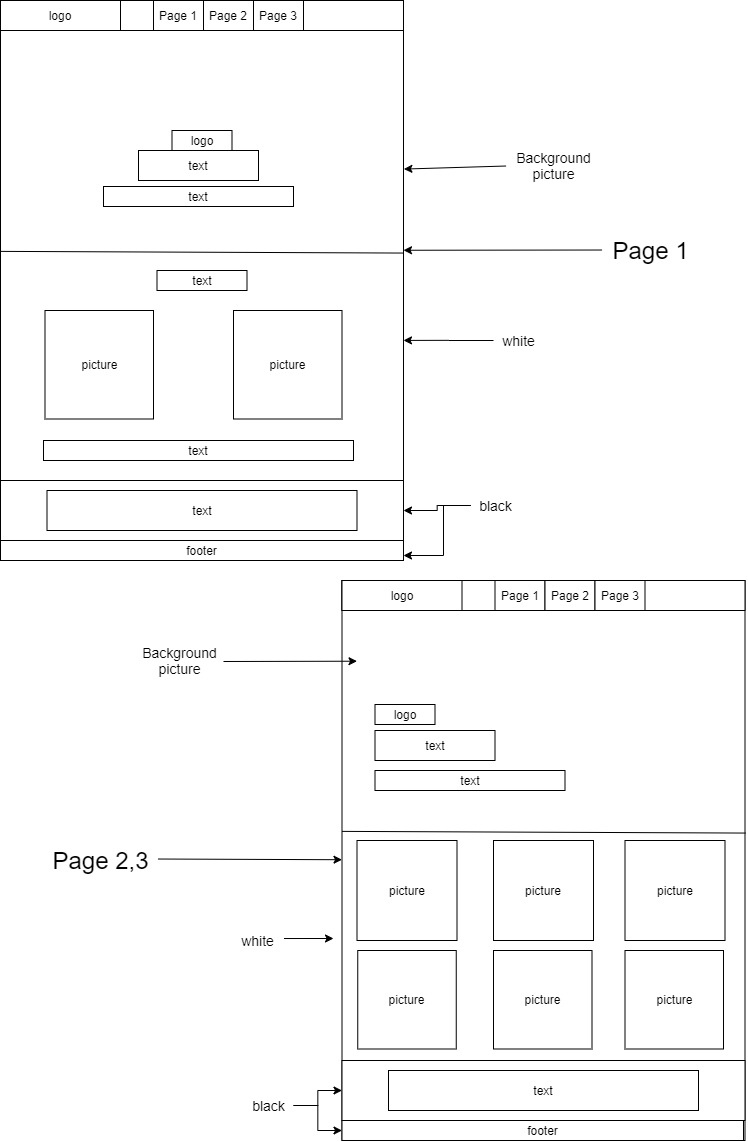 logo
Page 1
Page 2
Page 3
logo
text
text
Background
picture
Page 1
text
picture
picture
white
text
text
black
footer
logo
Page 1
Page 2
Page 3
Background
picture
logo
text
text
Page 2,3
picture
picture
picture
white
picture
picture
picture
text
black
footer